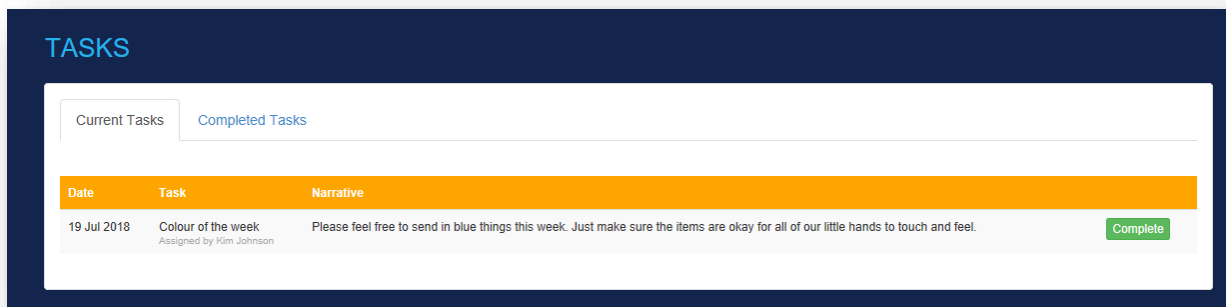 TASKS
Current Tasks Completed Tasks
Date Task Narrative
19 Jul 2018 Colour of the week Please feel free to send in blue things this week. Just make sure the items are okay for all of our little hands to touch and feel. Complete
Assigned by Kim Johnson